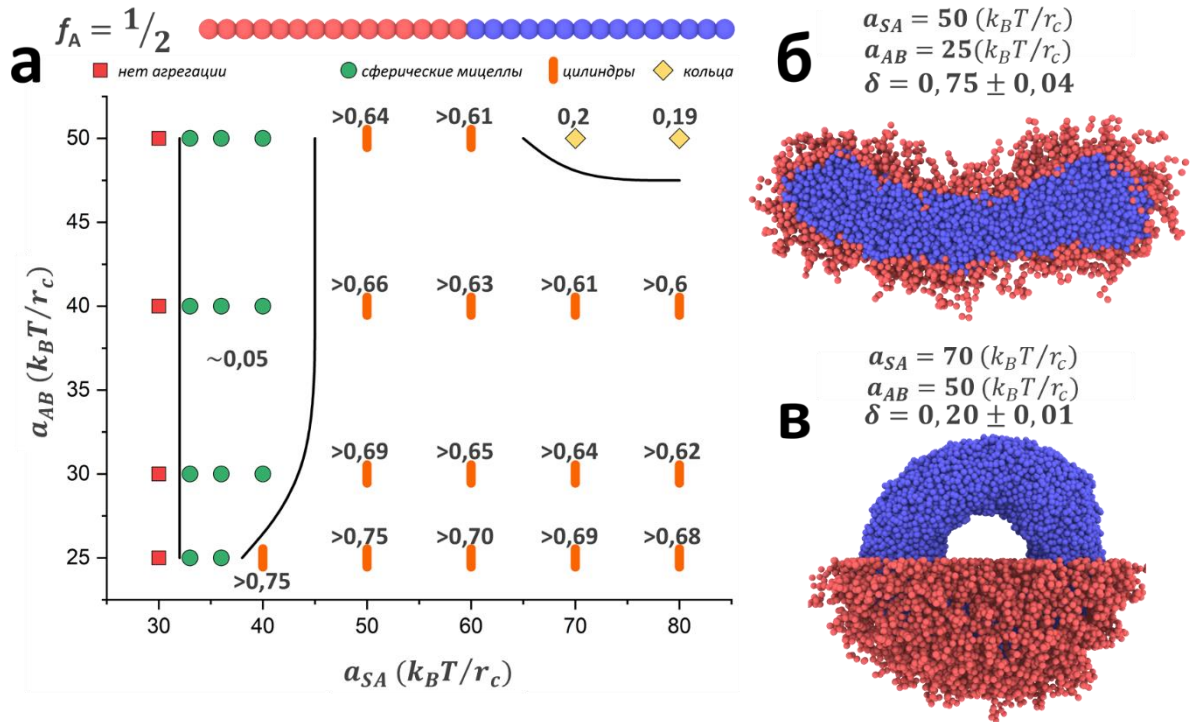 f_A = 1/2
а
нет агрегации
сферические мицеллы
цилиндры
кольца
>0,64
>0,61
0,2
0,19
50
>0,66
>0,63
>0,61
>0,6
45
40
~0,05
35
>0,69
>0,65
>0,64
>0,62
30
>0,75
>0,70
>0,69
>0,68
25
>0,75
30
40
50
60
70
80
a_AB (k_BT/r_c)
a_SA (k_BT/r_c)
б
a_SA = 50 (k_BT/r_c)
a_AB = 25(k_BT/r_c)
δ = 0,75 ± 0,04
в
a_SA = 70 (k_BT/r_c)
a_AB = 50 (k_BT/r_c)
δ = 0,20 ± 0,01